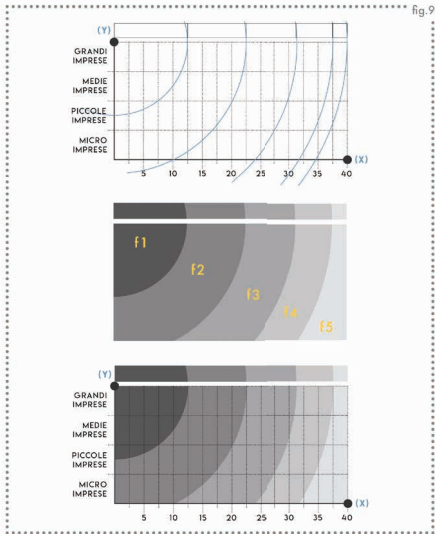 fig.9
(Y)
GRANDI
IMPRESE
MEDIE
IMPRESE
PICCOLE
IMPRESE
MICRO
IMPRESE
(X)
5 10 15 20 25 30 35 40
f1
f2
f3
f4
f5
(Y)
GRANDI
IMPRESE
MEDIE
IMPRESE
PICCOLE
IMPRESE
MICRO
IMPRESE
(X)
5 10 15 20 25 30 35 40